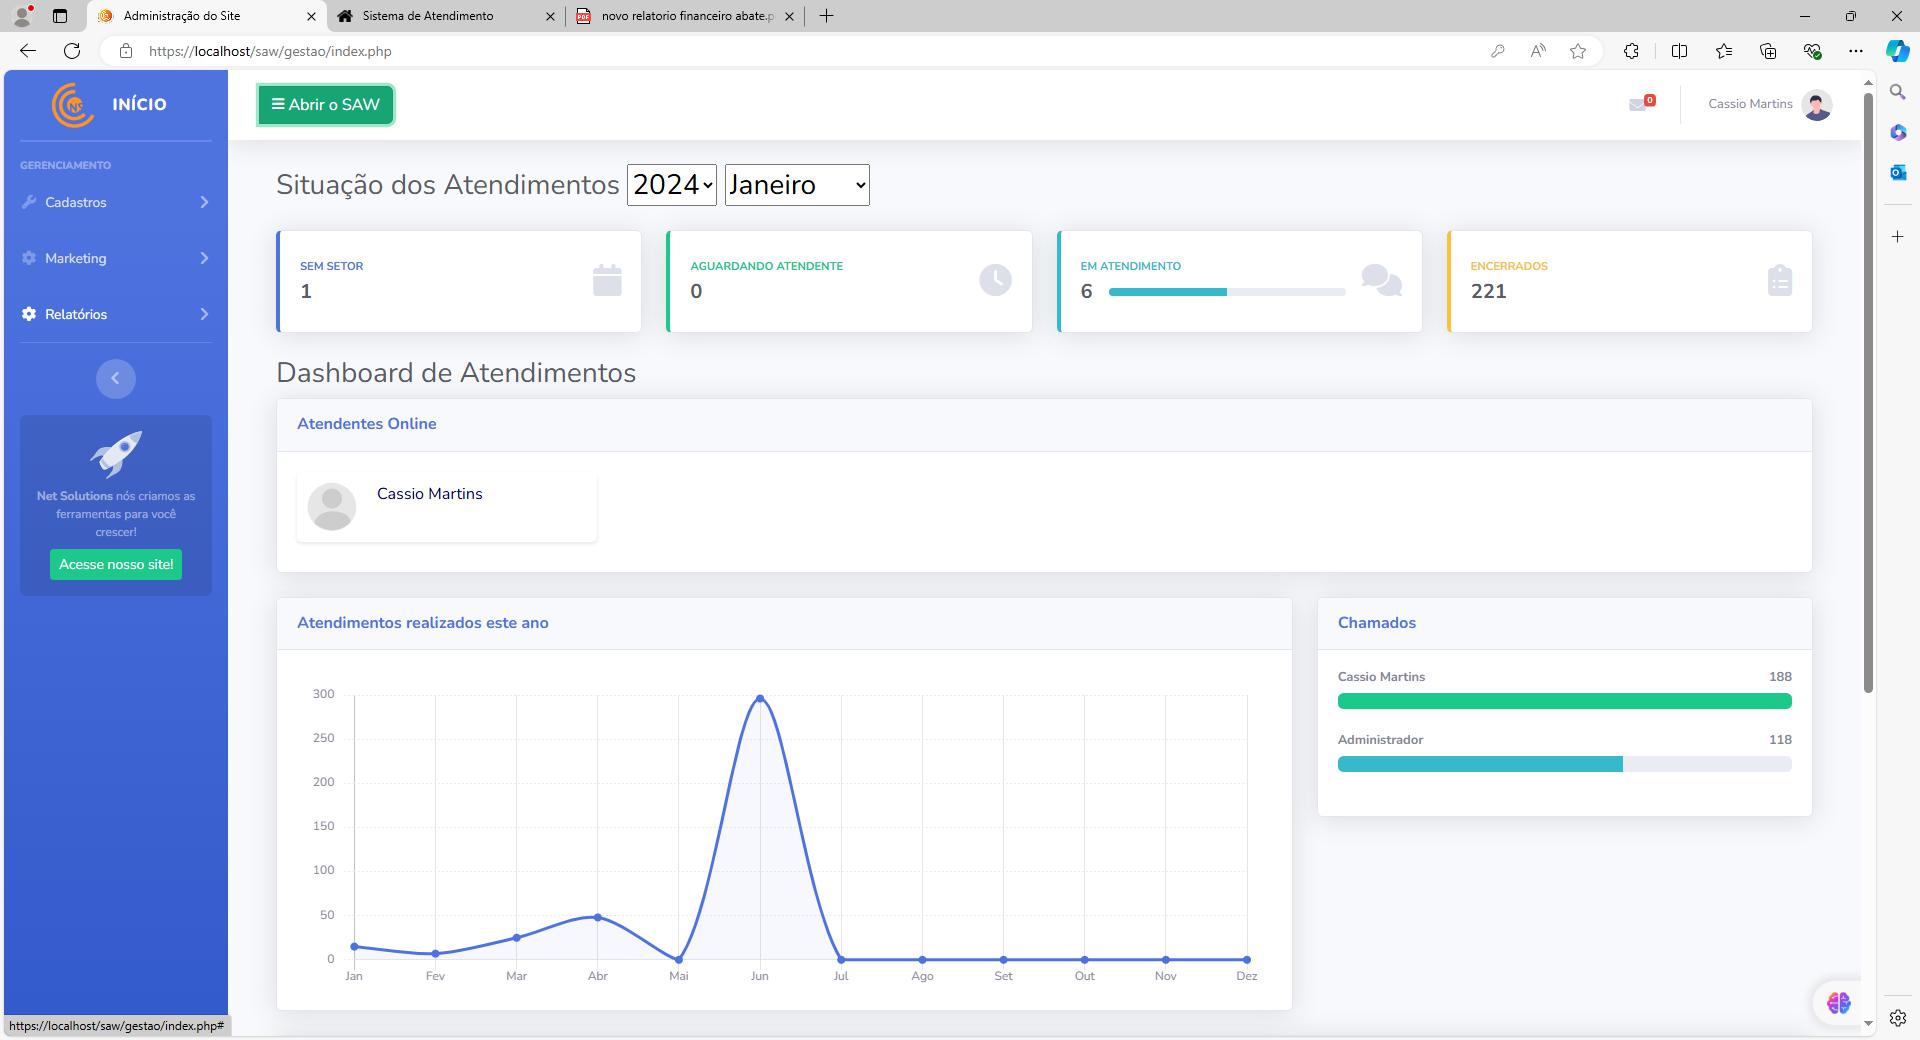 Administração do Site
Sistema de Atendimento
novo relatorio financeiro abate.p
https://localhost/saw/gestao/index.php
INÍCIO
Abrir o SAW
0
Cassio Martins
GERENCIAMENTO
Cadastros
Marketing
Relatórios
Net Solutions nós criamos as
ferramentas para você
crescer!
Acesse nosso site!
Situação dos Atendimentos 2024 Janeiro
SEM SETOR
1
AGUARDANDO ATENDENTE
0
EM ATENDIMENTO
6
ENCERRADOS
221
Dashboard de Atendimentos
Atendentes Online
Cassio Martins
Atendimentos realizados este ano
300
250
200
150
100
50
0
Jan Fev Mar Abr Mai Jun Jul Ago Set Out Nov Dez
Chamados
Cassio Martins 188
Administrador 118
https://localhost/saw/gestao/index.php#